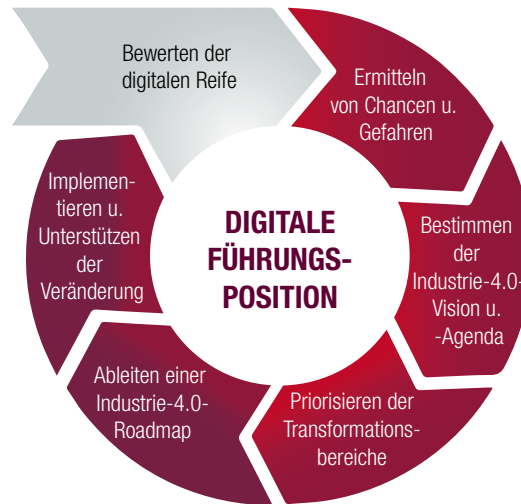 Bewerten der
digitalen Reife
Ermitteln
von Chancen u.
Gefahren
Bestimmen
der
Industrie-4.0-
Vision u.
-Agenda
Priorisieren der
Transformations-
bereiche
Ableiten einer
Industrie-4.0-
Roadmap
Implemen-
tieren u.
Unterstützen
der
Veränderung
DIGITALE
FÜHRUNGS-
POSITION